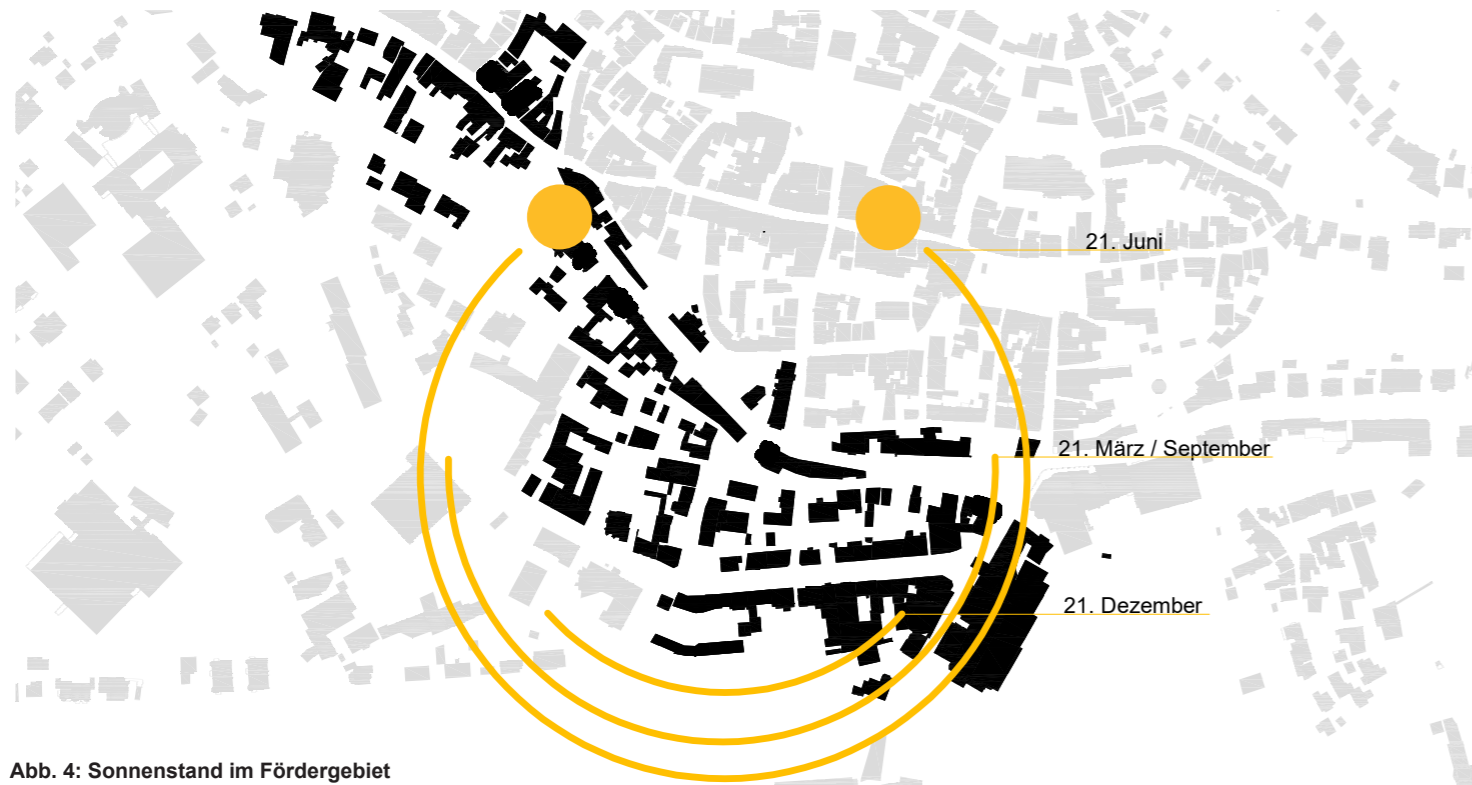 21. Juni
21. März / September
21. Dezember
Abb. 4: Sonnenstand im Fördergebiet